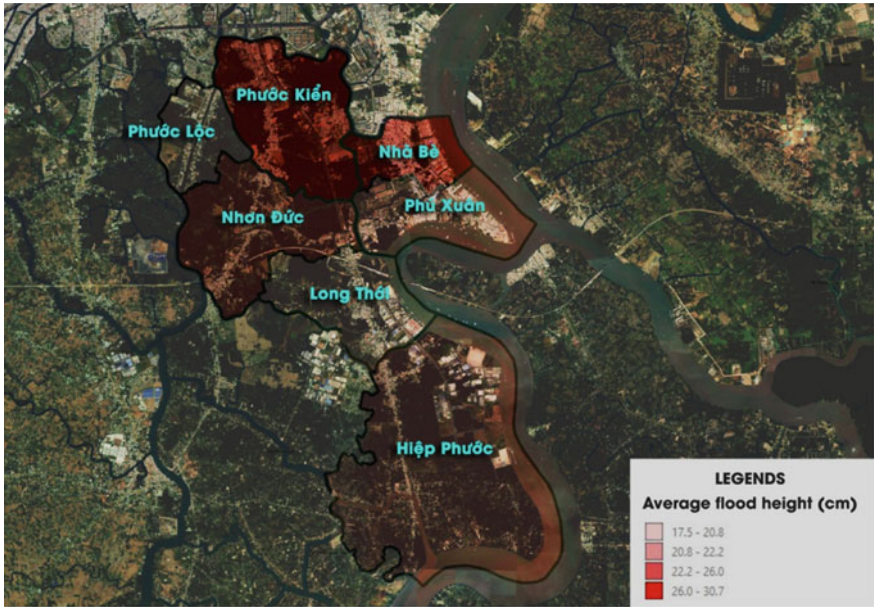 Phước Kiển
Phước Lộc
Nhà Bè
Nhơn Đức
Phú Xuân
Long Thới
Hiệp Phước
LEGENDS
Average flood height (cm)
17.5 - 20.8
20.8 - 22.2
22.2 - 26.0
26.0 - 30.7